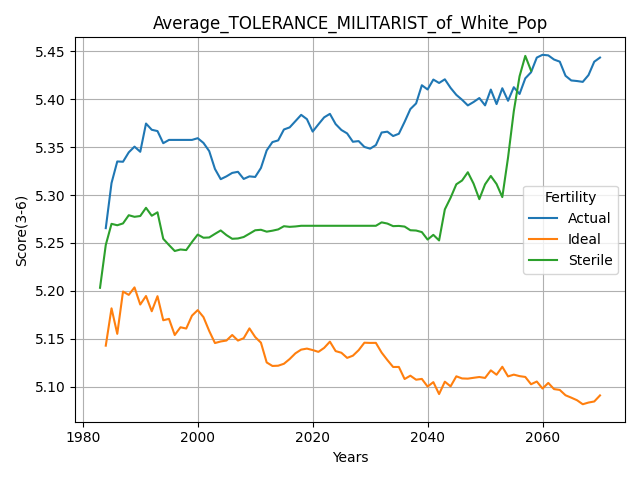 Average_TOLERANCE_MILITARIST_of_White_Pop
Score(3-6)
5.45
5.40
5.35
5.30
5.25
5.20
5.15
5.10
Fertility
Actual
Ideal
Sterile
1980 2000 2020 2040 2060
Years